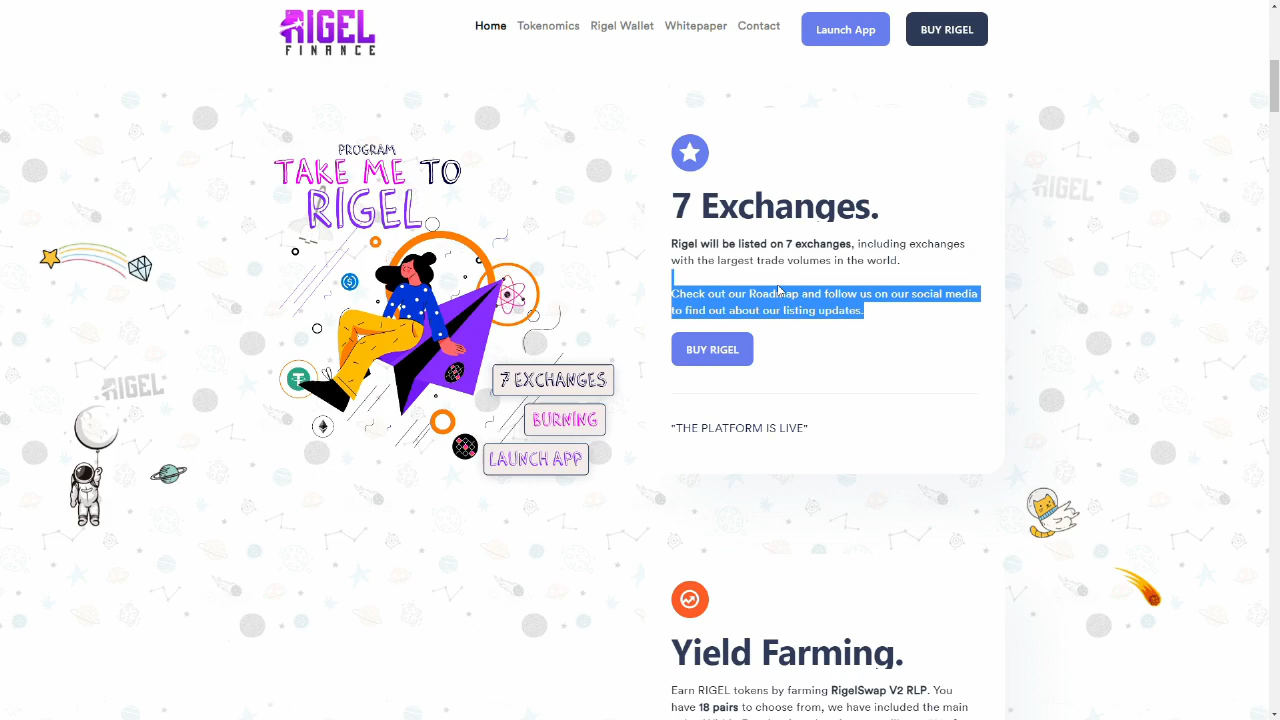 RIGEL
FINANCE
Home Tokenomics Rigel Wallet Whitepaper Contact Launch App BUY RIGEL
PROGRAM
TAKE ME TO
RIGEL
7 EXCHANGES
BURNING
LAUNCH APP
RIGEL
RIGEL
7 Exchanges.
Rigel will be listed on 7 exchanges, including exchanges
with the largest trade volumes in the world.
Check out our Roadmap and follow us on our social media
to find out about our listing updates.
BUY RIGEL
"THE PLATFORM IS LIVE"
Yield Farming.
Earn RIGEL tokens by farming RigelSwap V2 RLP. You
have 18 pairs to choose from, we have included the main